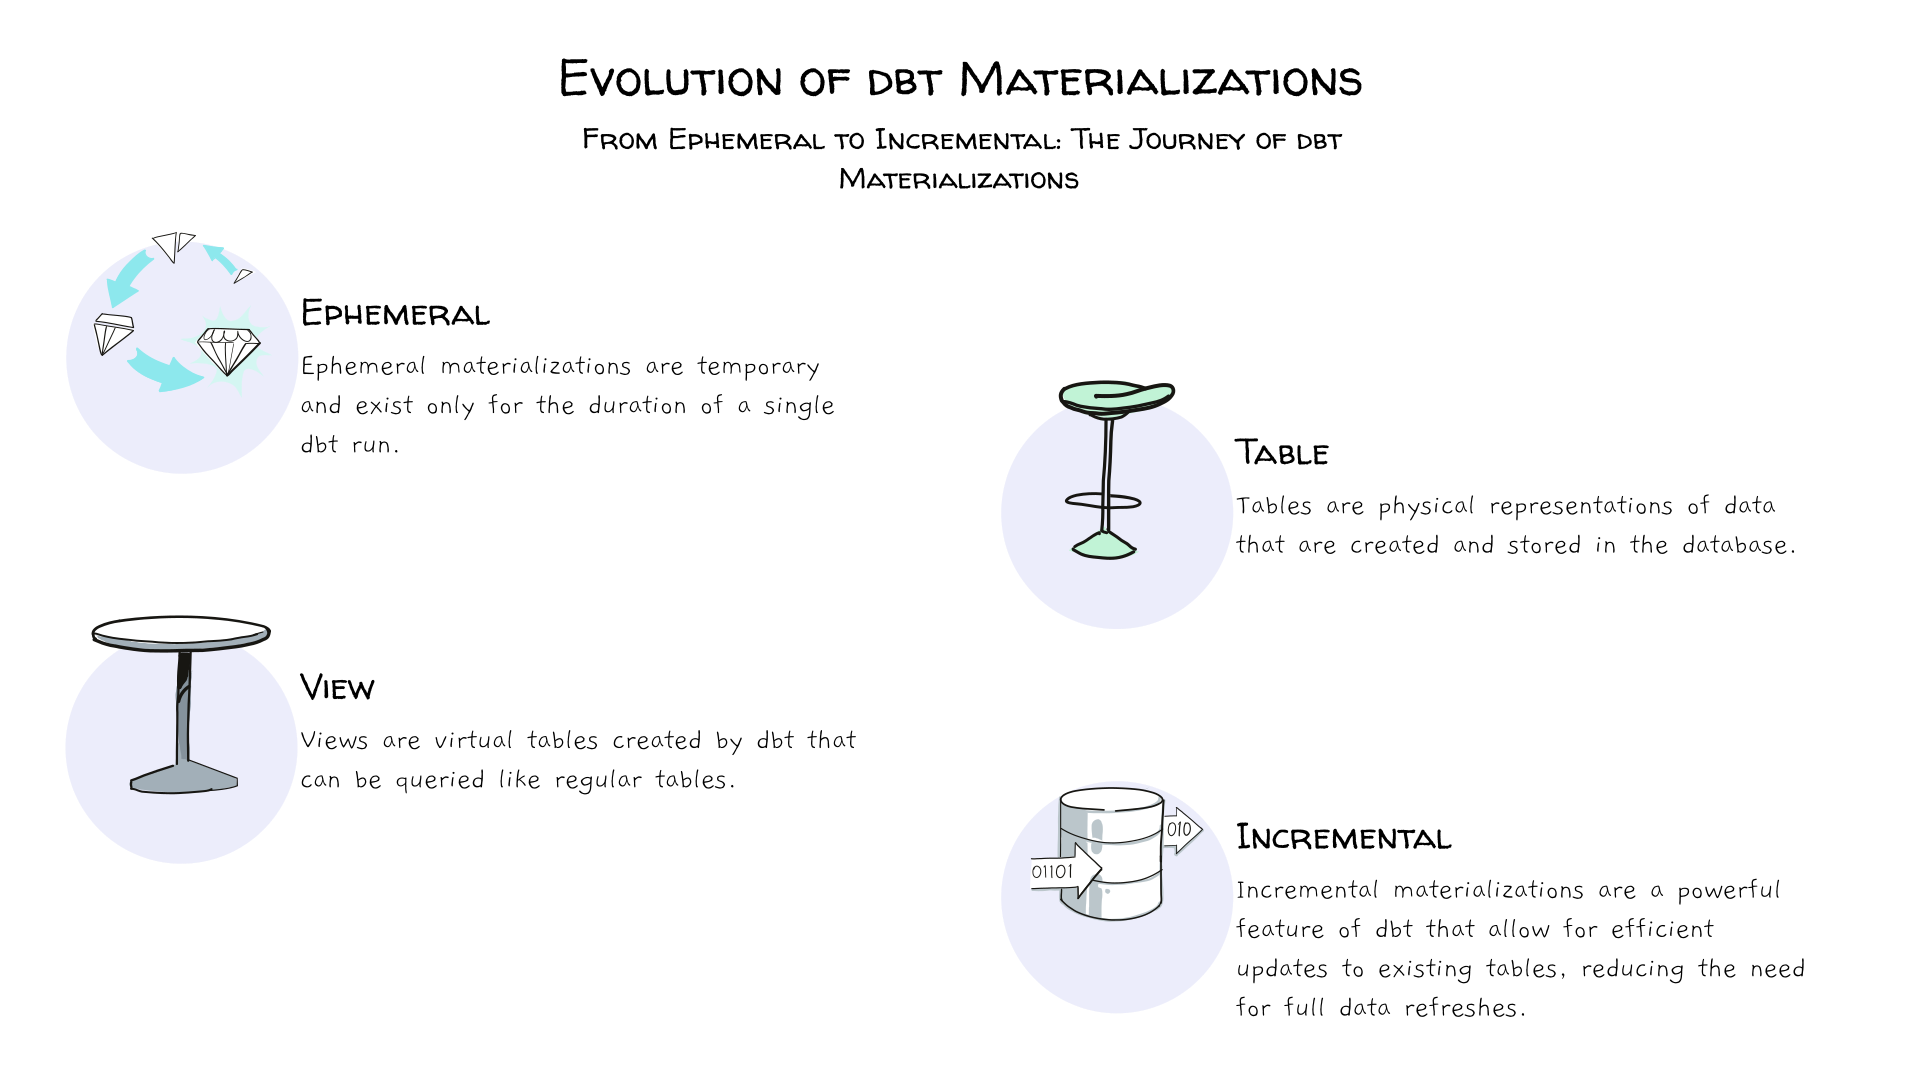 Evolution of dbt Materializations
From Ephemeral to Incremental: The Journey of dbt
Materializations
Ephemeral
Ephemeral materializations are temporary
and exist only for the duration of a single
dbt run.
Table
Tables are physical representations of data
that are created and stored in the database.
View
Views are virtual tables created by dbt that
can be queried like regular tables.
010
01101
Incremental
Incremental materializations are a powerful
feature of dbt that allow for efficient
updates to existing tables, reducing the need
for full data refreshes.